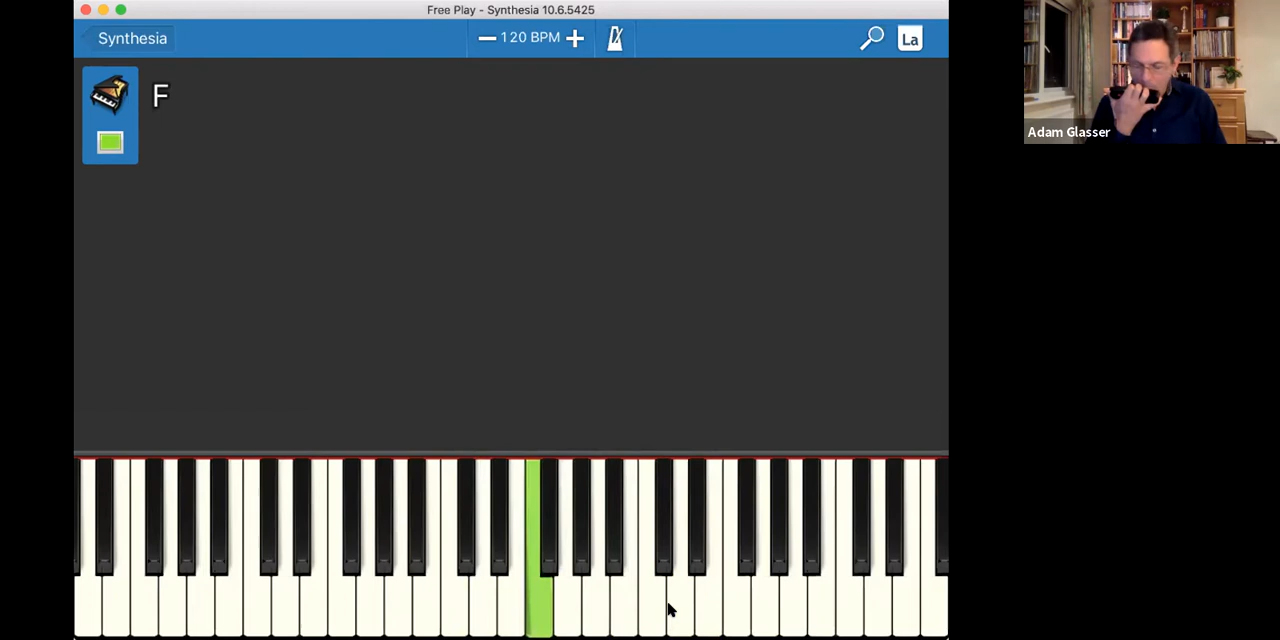 Free Play - Synthesia 10.6.5425
Synthesia
120 BPM
La
F
Adam Glasser